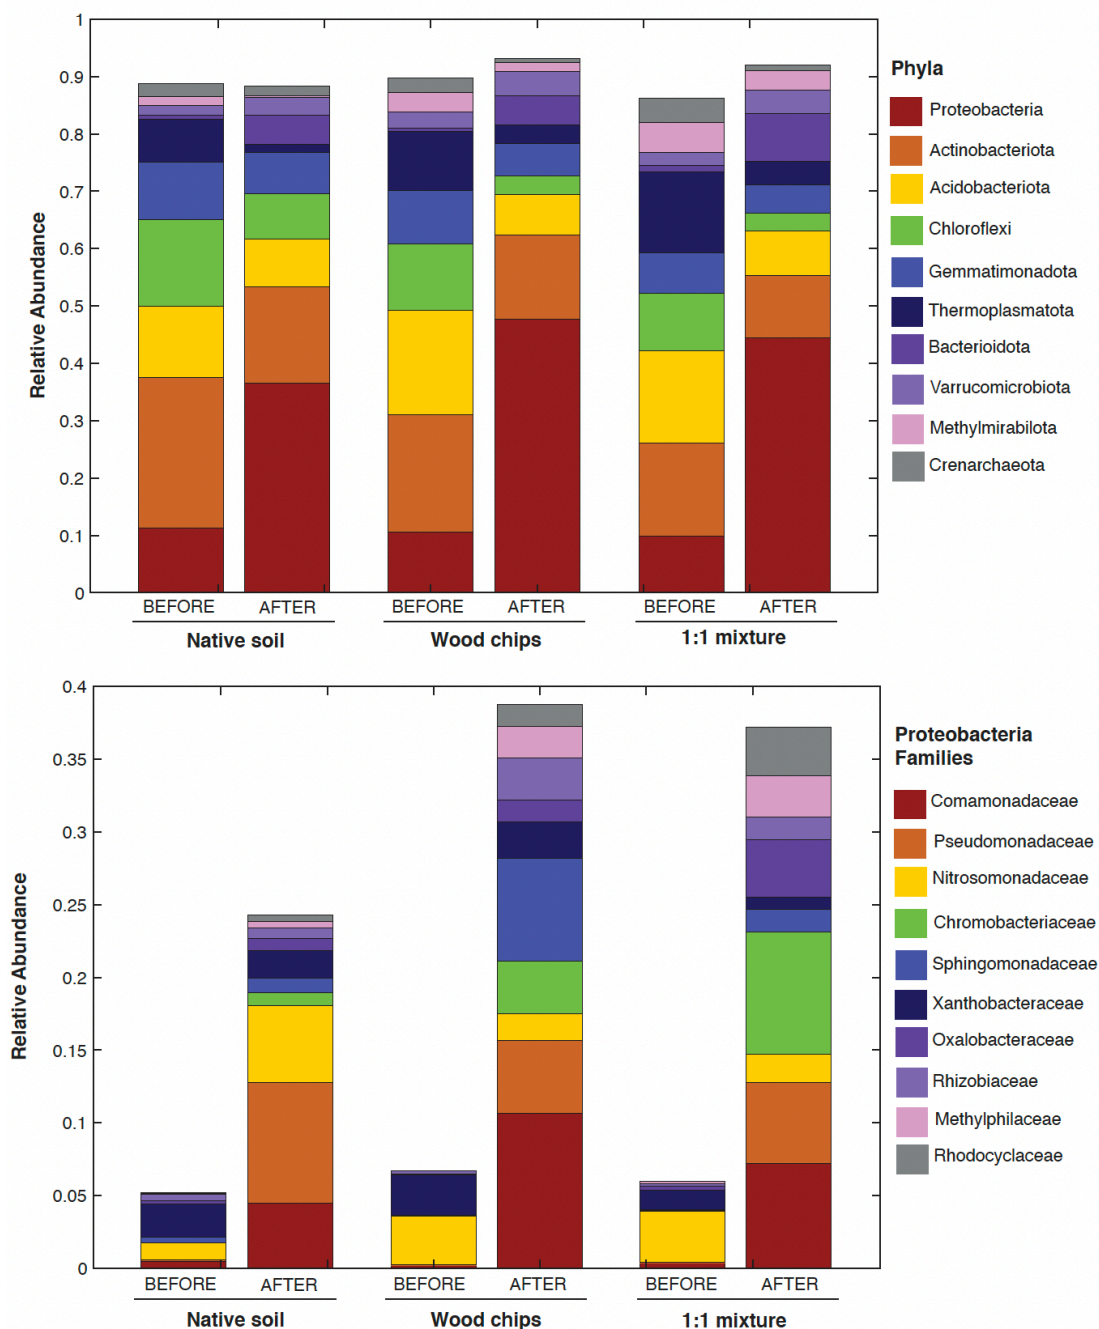 Relative Abundance
1
0.9
0.8
0.7
0.6
0.5
0.4
0.3
0.2
0.1
0
BEFORE AFTER BEFORE AFTER BEFORE AFTER
Native soil Wood chips 1:1 mixture
Phyla
Proteobacteria
Actinobacteriota
Acidobacteriota
Chloroflexi
Gemmatimonadota
Thermoplasmatota
Bacterioidota
Varrucomicrobiota
Methylmirabilota
Crenarchaeota
Relative Abundance
0.4
0.35
0.3
0.25
0.2
0.15
0.1
0.05
0
BEFORE AFTER BEFORE AFTER BEFORE AFTER
Native soil Wood chips 1:1 mixture
Proteobacteria
Families
Comamonadaceae
Pseudomonadaceae
Nitrosomonadaceae
Chromobacteriaceae
Sphingomonadaceae
Xanthobacteraceae
Oxalobacteraceae
Rhizobiaceae
Methylphilaceae
Rhodocyclaceae